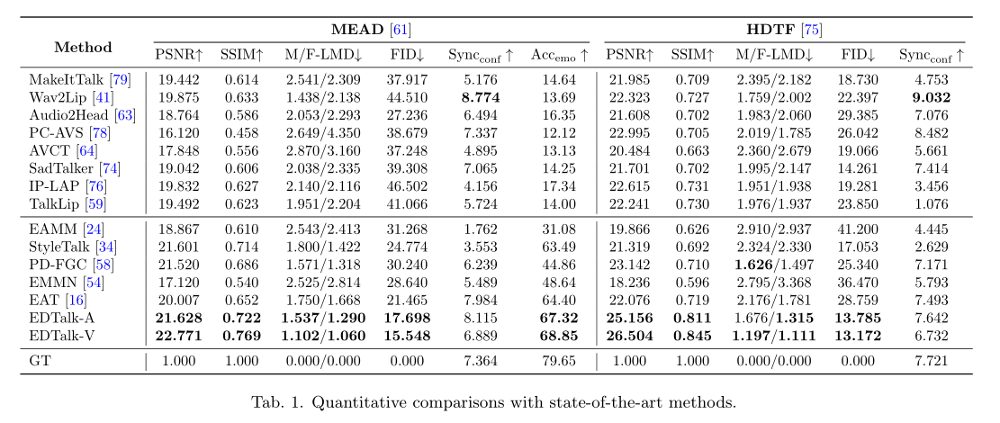 Method MEAD [61] HDTF [75]
PSNR↑ SSIM↑ M/F-LMD↓ FID↓ Sync_conf ↑ Acc_emo ↑ PSNR↑ SSIM↑ M/F-LMD↓ FID↓ Sync_conf ↑
MakeItTalk [79] 19.442 0.614 2.541/2.309 37.917 5.176 14.64 21.985 0.709 2.395/2.182 18.730 4.753
Wav2Lip [41] 19.875 0.633 1.438/2.138 44.510 8.774 13.69 22.323 0.727 1.759/2.002 22.397 9.032
Audio2Head [63] 18.764 0.586 2.053/2.293 27.236 6.494 16.35 21.608 0.702 1.983/2.060 29.385 7.076
PC-AVS [78] 16.120 0.458 2.649/4.350 38.679 7.337 12.12 22.995 0.705 2.019/1.785 26.042 8.482
AVCT [64] 17.848 0.556 2.870/3.160 37.248 4.895 13.13 20.484 0.663 2.360/2.679 19.066 5.661
SadTalker [74] 19.042 0.606 2.038/2.335 39.308 7.065 14.25 21.701 0.702 1.995/2.147 14.261 7.414
IP-LAP [76] 19.832 0.627 2.140/2.116 46.502 4.156 17.34 22.615 0.731 1.951/1.938 19.281 3.456
TalkLip [59] 19.492 0.623 1.951/2.204 41.066 5.724 14.00 22.241 0.730 1.976/1.937 23.850 1.076
EAMM [24] 18.867 0.610 2.543/2.413 31.268 1.762 31.08 19.866 0.626 2.910/2.937 41.200 4.445
StyleTalk [34] 21.601 0.714 1.800/1.422 24.774 3.553 63.49 21.319 0.692 2.324/2.330 17.053 2.629
PD-FGC [58] 21.520 0.686 1.571/1.318 30.240 6.239 44.86 23.142 0.710 1.626/1.497 25.340 7.171
EMMN [54] 17.120 0.540 2.525/2.814 28.640 5.489 48.64 18.236 0.596 2.795/3.368 36.470 5.793
EAT [16] 20.007 0.652 1.750/1.668 21.465 7.984 64.40 22.076 0.719 2.176/1.781 28.759 7.493
EDTalk-A 21.628 0.722 1.537/1.290 17.698 8.115 67.32 25.156 0.811 1.676/1.315 13.785 7.642
EDTalk-V 22.771 0.769 1.102/1.060 15.548 6.889 68.85 26.504 0.845 1.197/1.111 13.172 6.732
GT 1.000 1.000 0.000/0.000 0.000 7.364 79.65 1.000 1.000 0.000/0.000 0.000 7.721
Tab. 1. Quantitative comparisons with state-of-the-art methods.